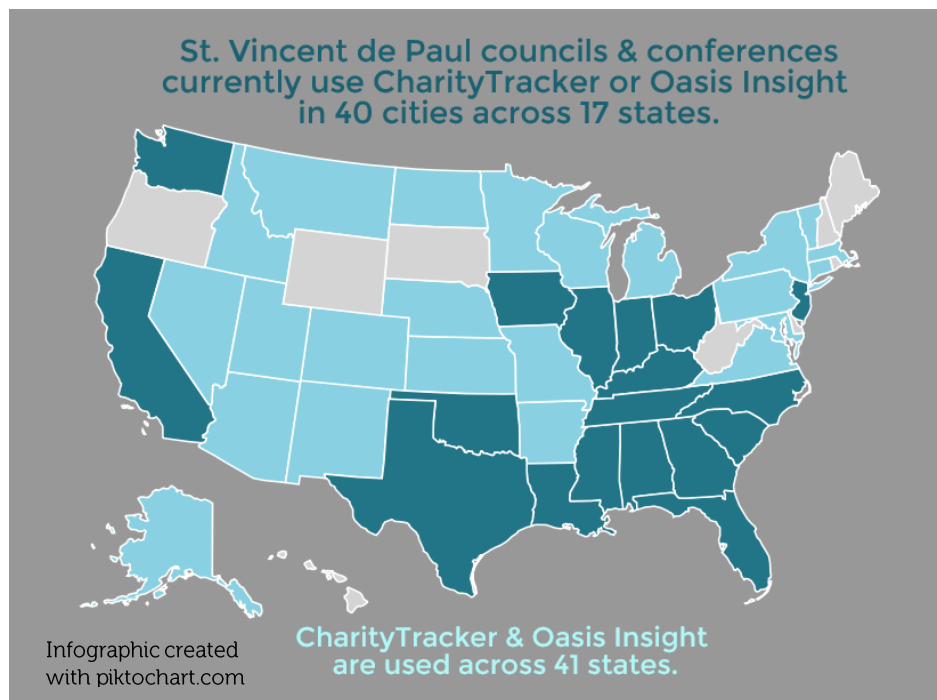 St. Vincent de Paul councils & conferences
currently use CharityTracker or Oasis Insight
in 40 cities across 17 states.
CharityTracker & Oasis Insight
are used across 41 states.
Infographic created
with piktochart.com